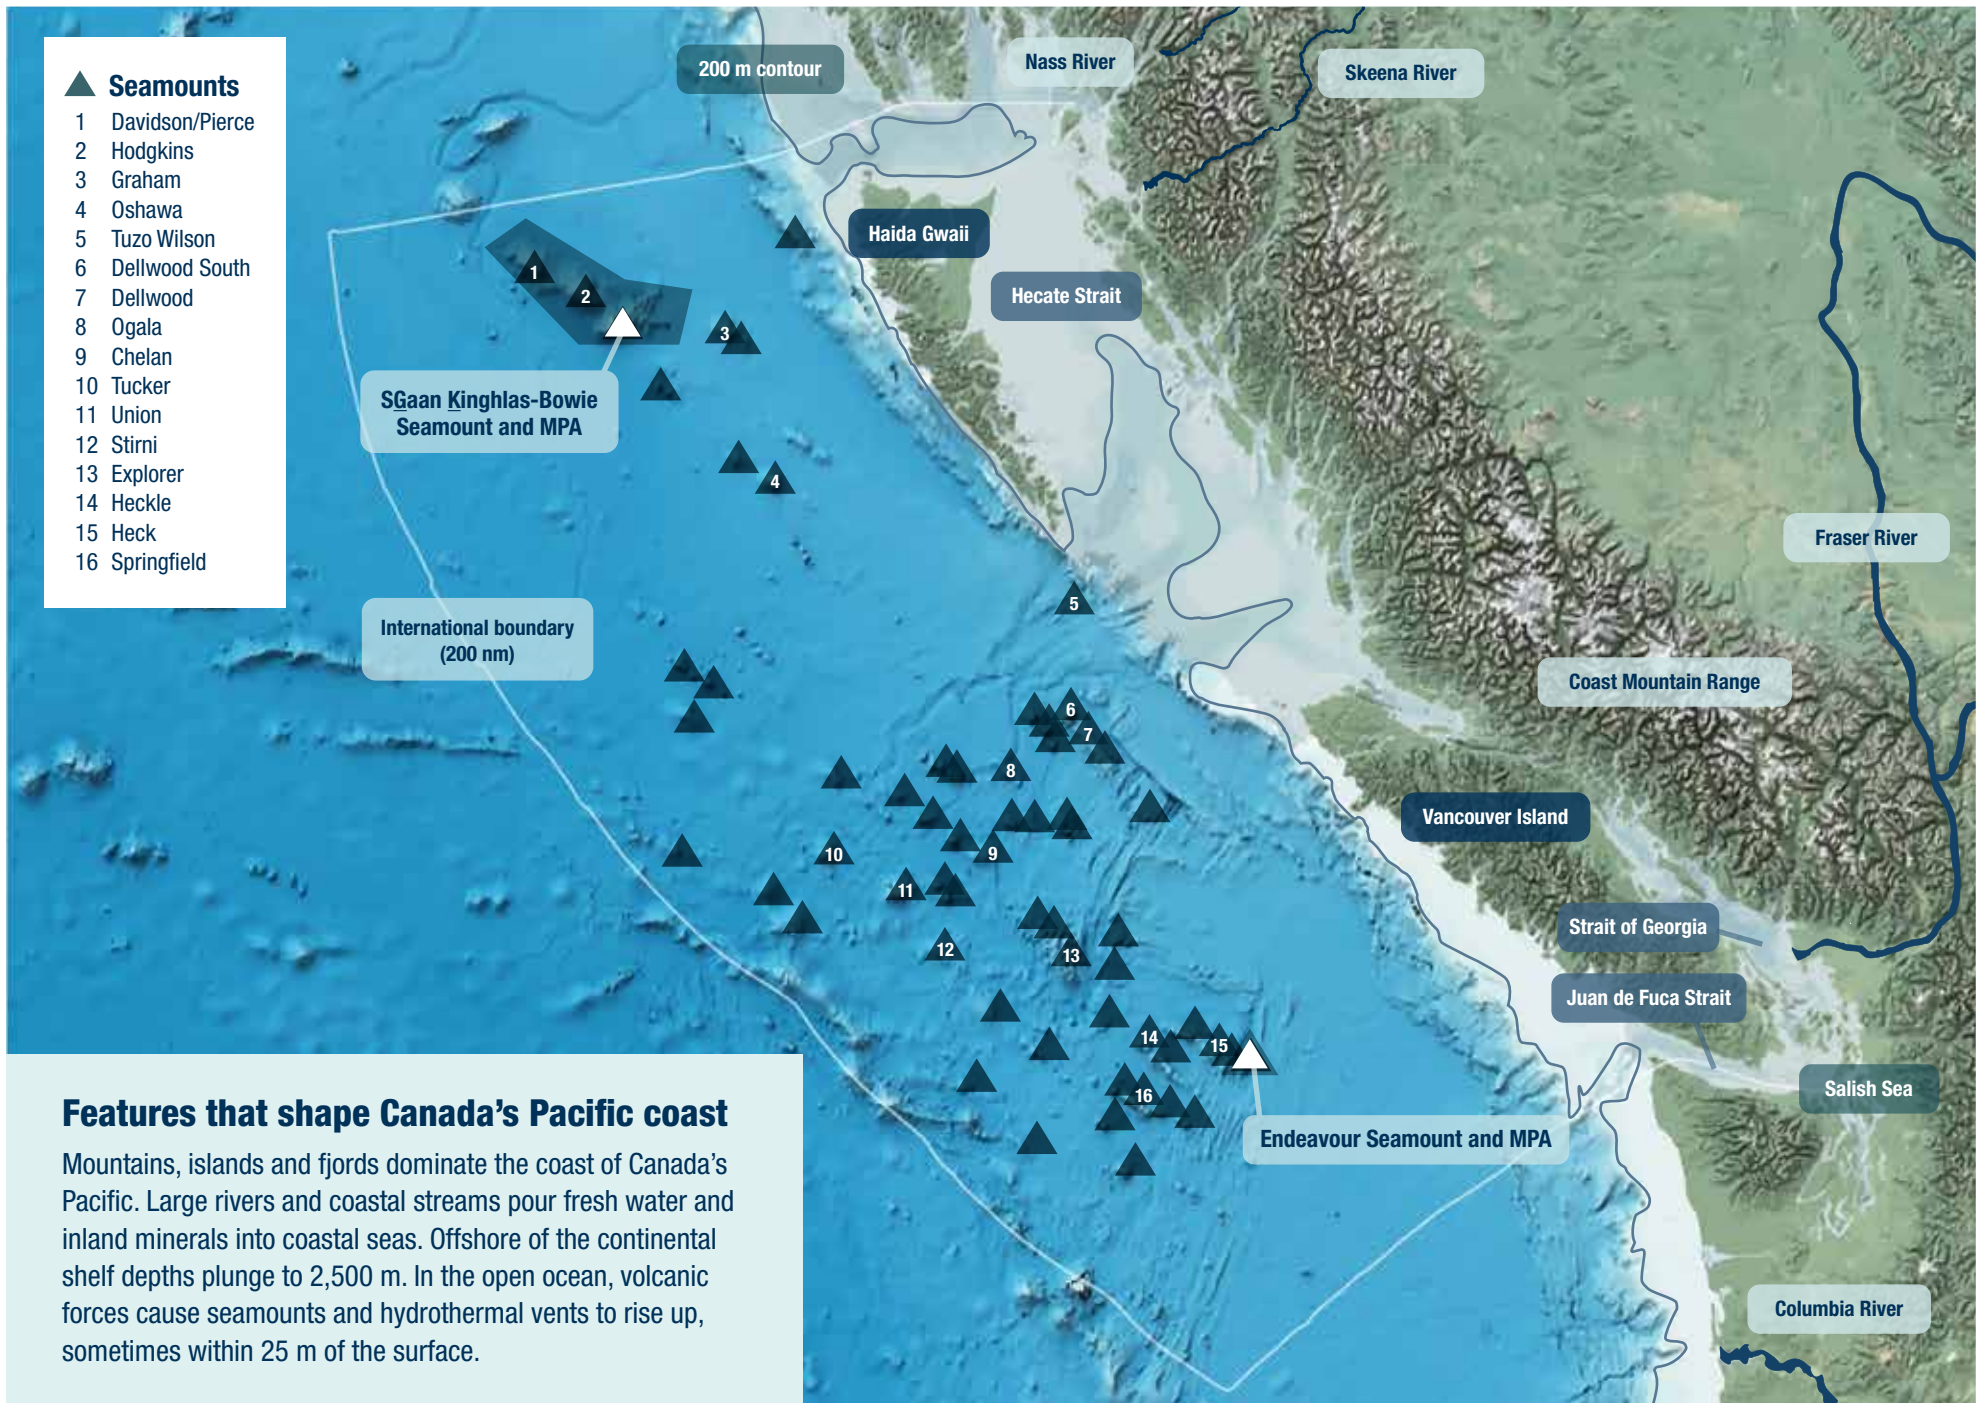 Seamounts
1 Davidson/Pierce
2 Hodgkins
3 Graham
4 Oshawa
5 Tuzo Wilson
6 Dellwood South
7 Dellwood
8 Ogala
9 Chelan
10 Tucker
11 Union
12 Stirni
13 Explorer
14 Heckle
15 Heck
16 Springfield
200 m contour
Nass River
Skeena River
Haida Gwaii
Hecate Strait
1
2
3
SG̲aan K̲inghlas-Bowie
Seamount and MPA
4
Fraser River
5
International boundary
(200 nm)
Coast Mountain Range
6
7
8
Vancouver Island
9
10
11
12
13
Strait of Georgia
Juan de Fuca Strait
14
15
16
Salish Sea
Endeavour Seamount and MPA
Columbia River
Features that shape Canada’s Pacific coast
Mountains, islands and fjords dominate the coast of Canada’s
Pacific. Large rivers and coastal streams pour fresh water and
inland minerals into coastal seas. Offshore of the continental
shelf depths plunge to 2,500 m. In the open ocean, volcanic
forces cause seamounts and hydrothermal vents to rise up,
sometimes within 25 m of the surface.